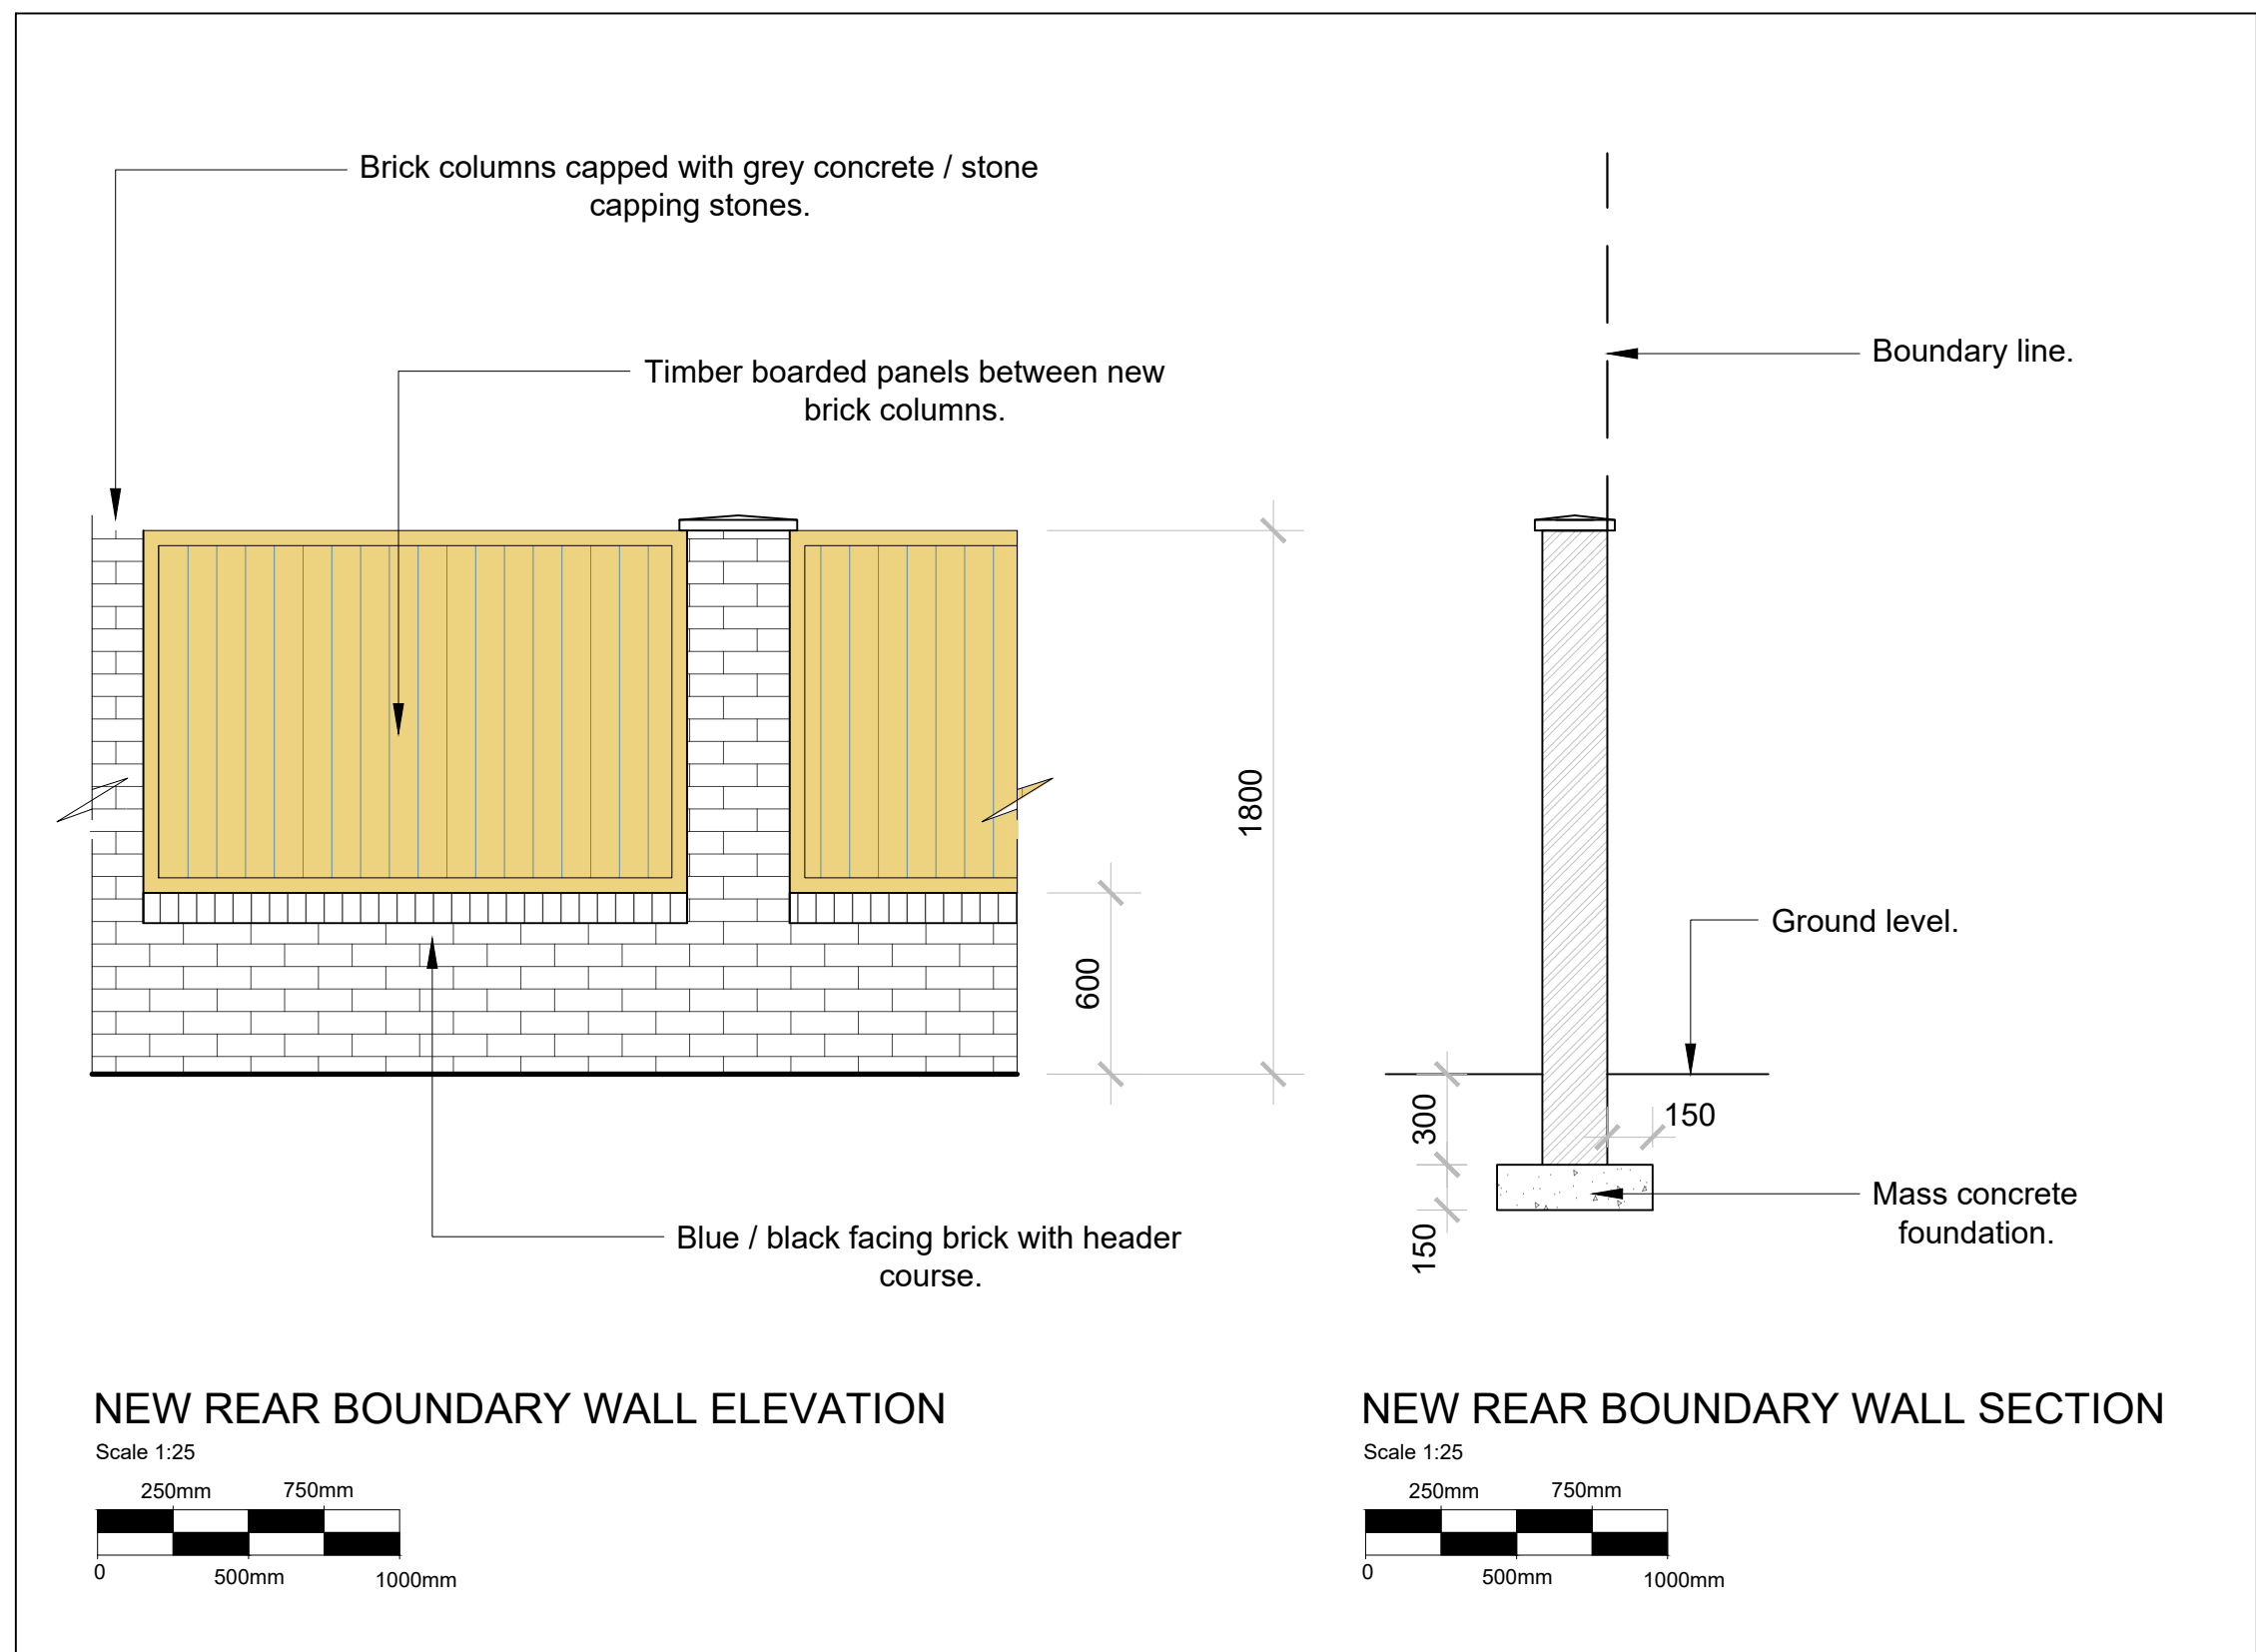 Brick columns capped with grey concrete / stone
capping stones.
Timber boarded panels between new
brick columns.
Boundary line.
1800
600
Ground level.
300
150
150
Mass concrete
foundation.
Blue / black facing brick with header
course.
NEW REAR BOUNDARY WALL ELEVATION
Scale 1:25
250mm
750mm
0
500mm
1000mm
NEW REAR BOUNDARY WALL SECTION
Scale 1:25
250mm
750mm
0
500mm
1000mm